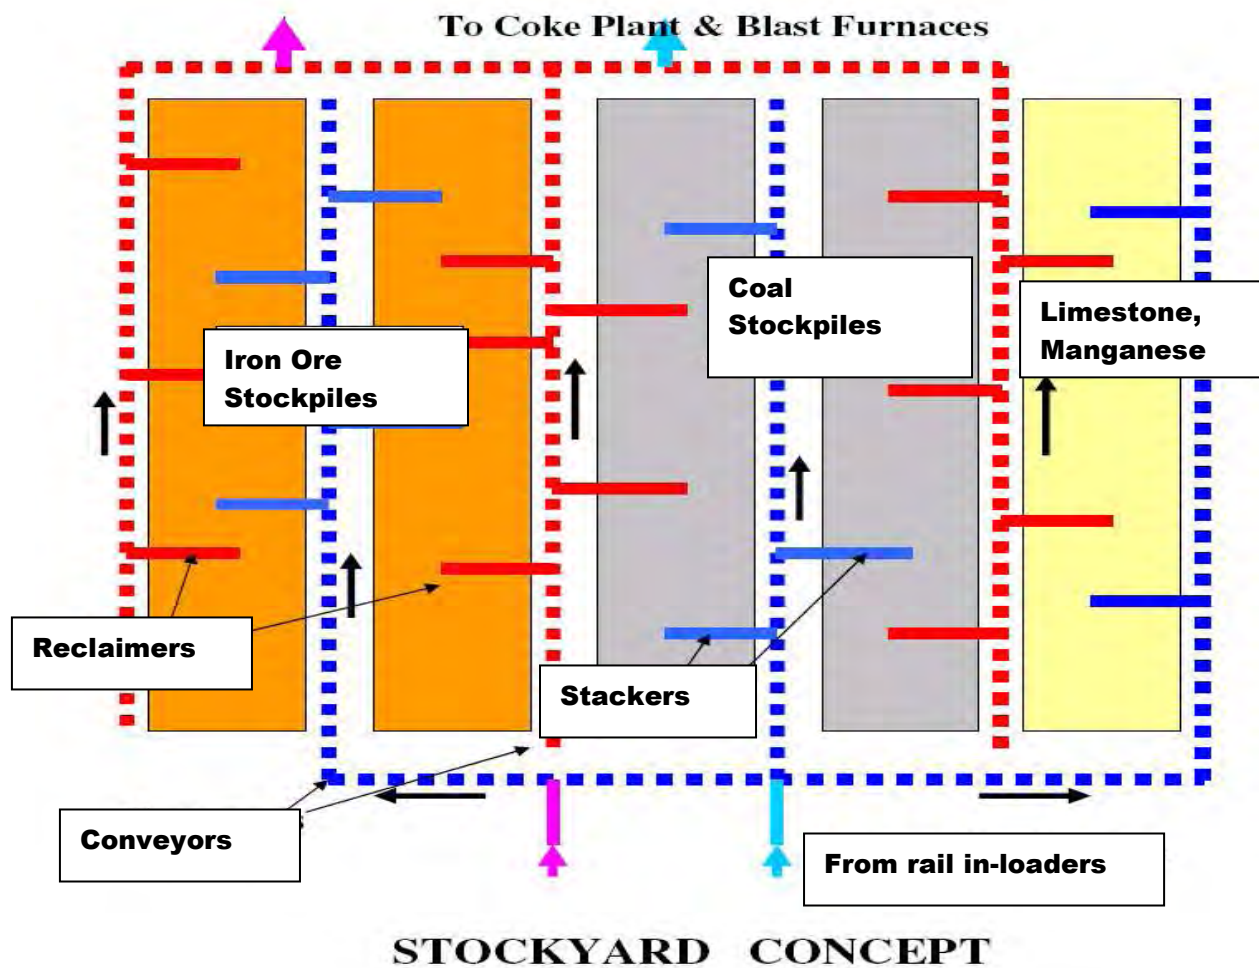 To Coke Plant & Blast Furnaces
Coal
Stockpiles
Limestone,
Manganese
Iron Ore
Stockpiles
Reclaimers
Stackers
Conveyors
From rail in-loaders
STOCKYARD CONCEPT